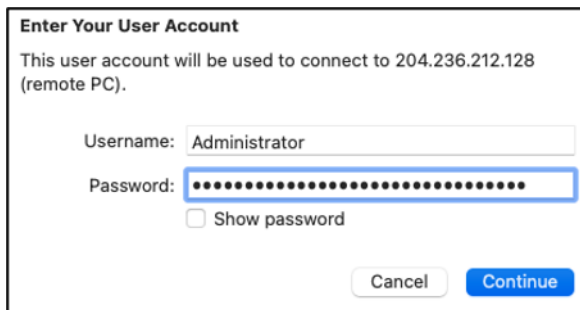 Enter Your User Account
This user account will be used to connect to 204.236.212.128
(remote PC).
Username: Administrator
Password: ••••••••••••••••••••••••••••••••
Show password
Cancel Continue